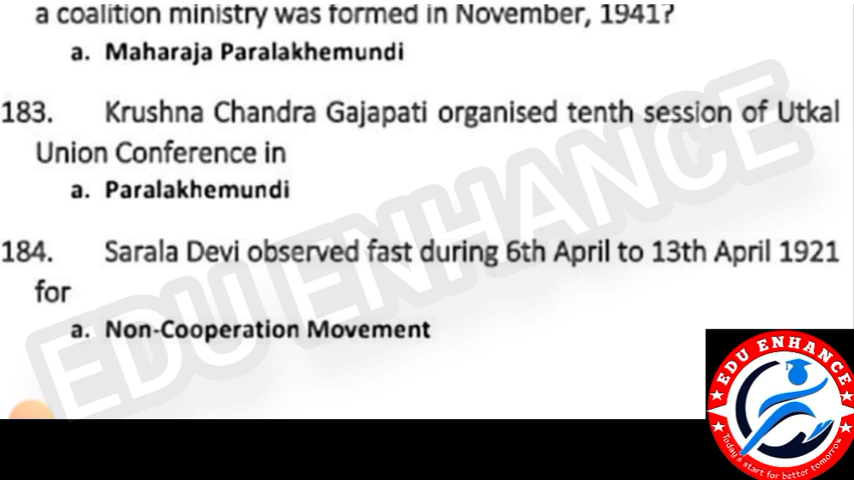 a coalition ministry was formed in November, 1941?
a. Maharaja Paralakhemundi
183. Krushna Chandra Gajapati organised tenth session of Utkal
Union Conference in
a. Paralakhemundi
184. Sarala Devi observed fast during 6th April to 13th April 1921
for
a. Non-Cooperation Movement
EDU ENHANCE
EDU ENHANCE
Today's start for better tomorrow